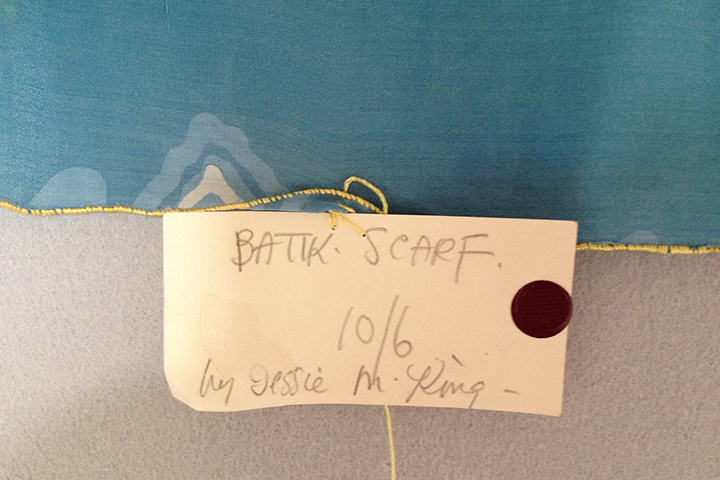 BATIK. SCARF.
10/6
by Jessie M. King -